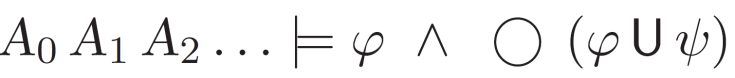 A₀ A₁ A₂ … ⊨ φ ∧ ◯ (φ U ψ)